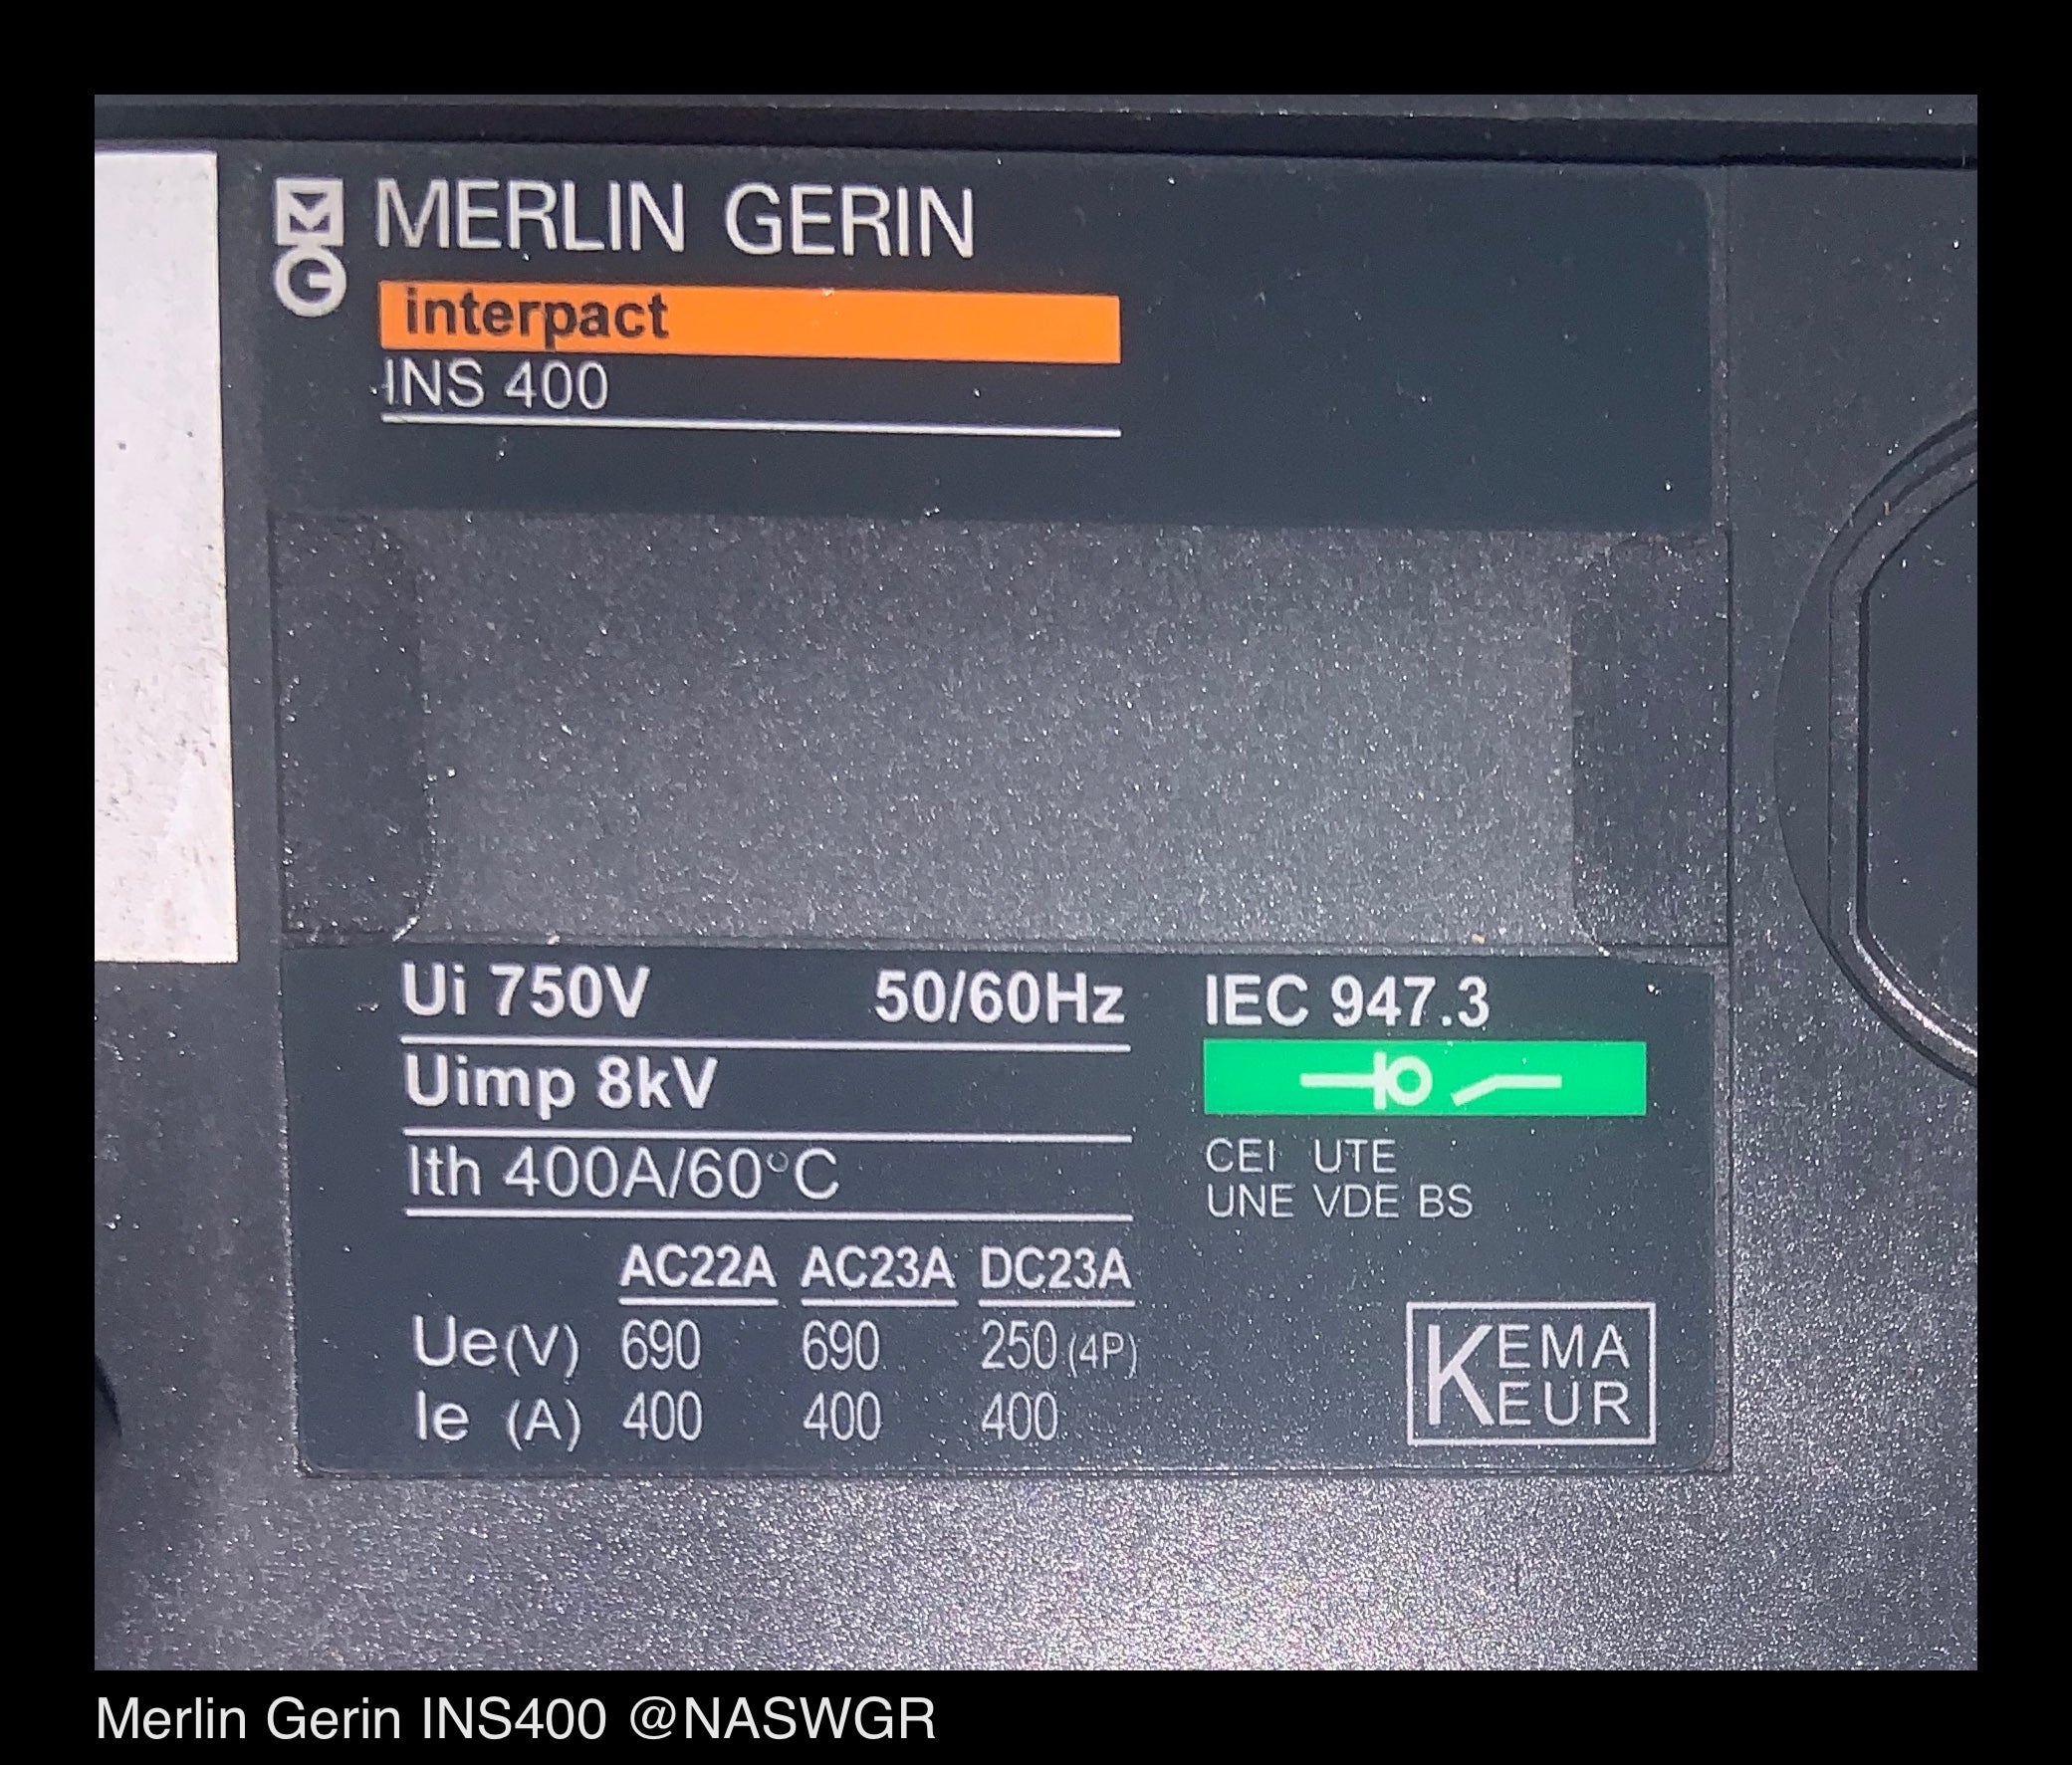 MERLIN GERIN
interpact
INS 400
Ui 750V 50/60Hz
Uimp 8kV
Ith 400A/60°C
AC22A AC23A DC23A
Ue(V) 690 690 250 (4P)
Ie (A) 400 400 400
IEC 947.3
CEI UTE
UNE VDE BS
KEMA
KEUR
Merlin Gerin INS400 @NASWGR